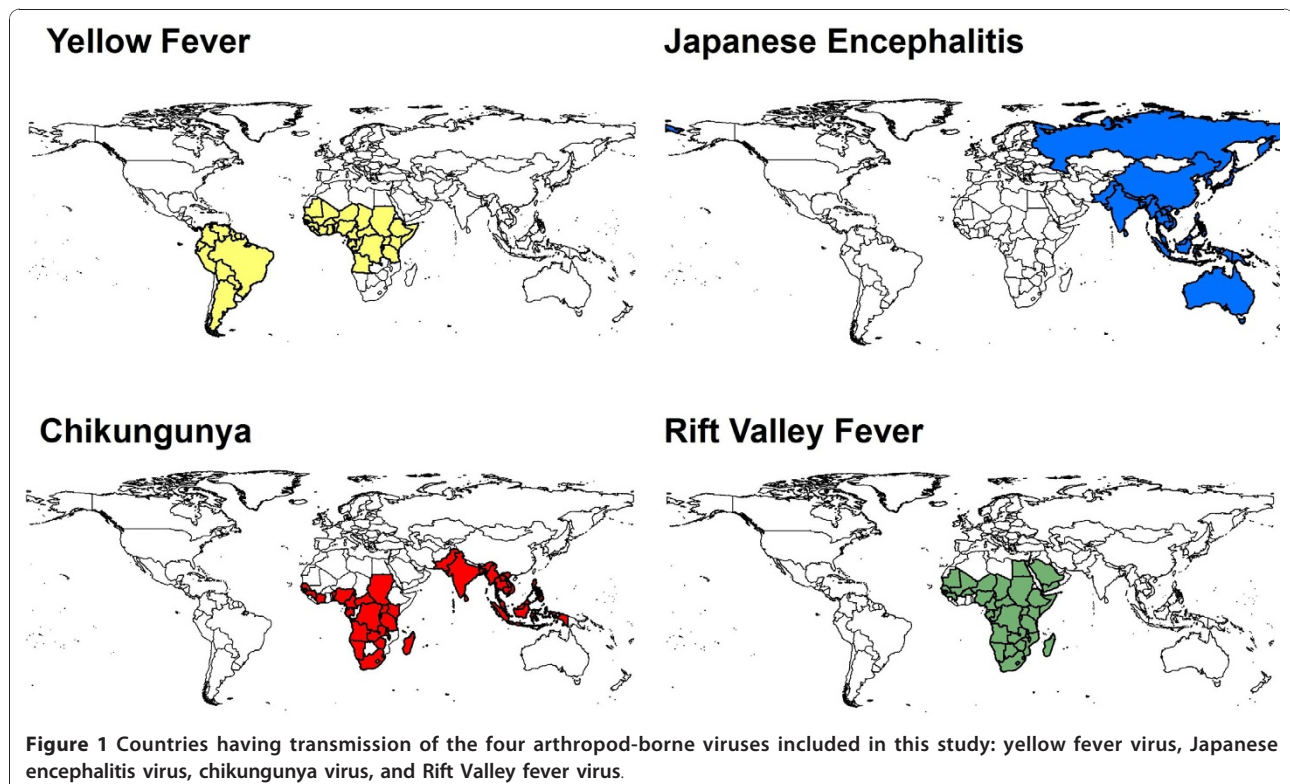 Yellow Fever
Japanese Encephalitis
Chikungunya
Rift Valley Fever
Figure 1 Countries having transmission of the four arthropod-borne viruses included in this study: yellow fever virus, Japanese
encephalitis virus, chikungunya virus, and Rift Valley fever virus.